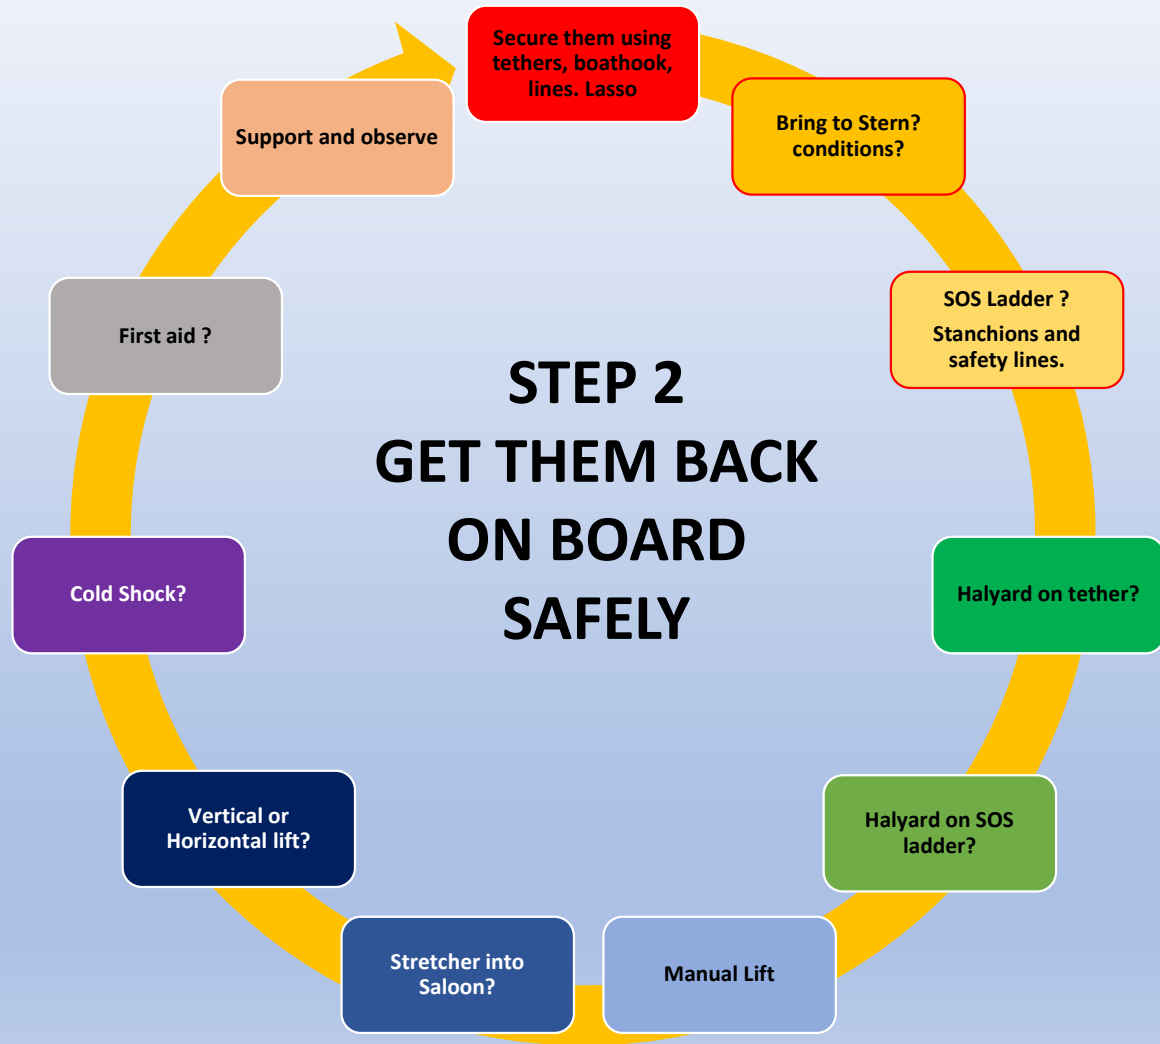 Secure them using
tethers, boathook,
lines. Lasso
Bring to Stern?
conditions?
SOS Ladder ?
Stanchions and
safety lines.
Halyard on tether?
Halyard on SOS
ladder?
Manual Lift
Stretcher into
Saloon?
Vertical or
Horizontal lift?
Cold Shock?
First aid ?
Support and observe
STEP 2
GET THEM BACK
ON BOARD
SAFELY